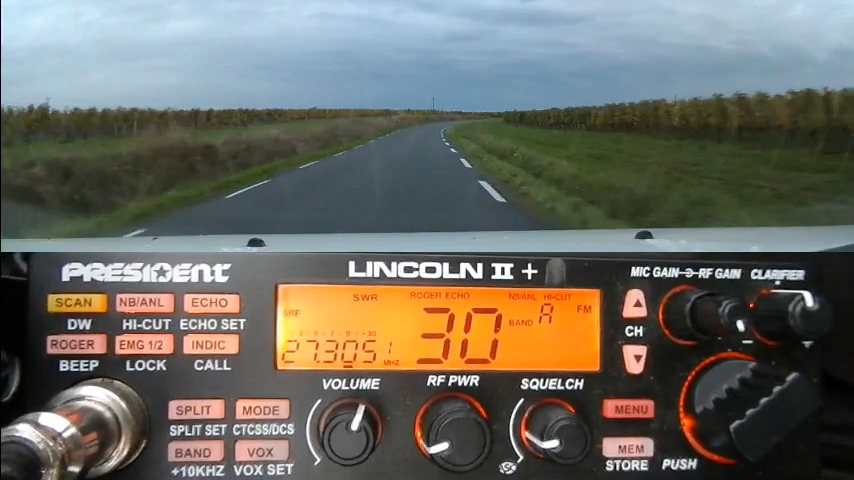 PRESIDENT LINCOLN II + MIC GAIN RF GAIN CLARIFIER
SCAN NB/ANL ECHO
DW HI-CUT ECHO SET
ROGER EMG 1/2 INDIC
BEEP LOCK CALL
SWR ROGER ECHO NB/ANL HI-CUT
SRF 30 BAND A FM
27.3051 MHZ
CH
VOLUME RF PWR SQUELCH
SPLIT MODE
SPLIT SET CTCSS/DCS
BAND VOX
+10KHZ VOX SET
ASC
MENU
MEM
STORE PUSH